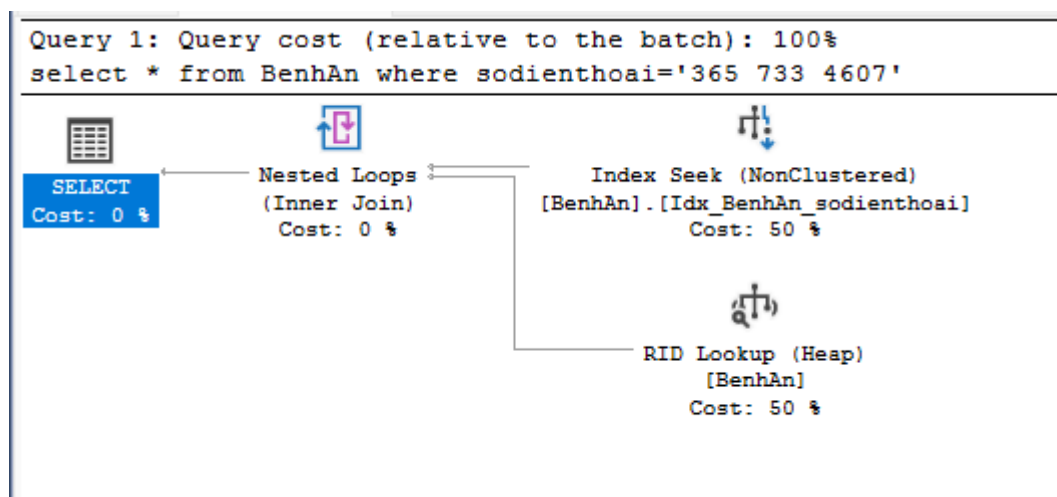 Query 1: Query cost (relative to the batch): 100%
select * from BenhAn where sodienthoai='365 733 4607'
SELECT
Cost: 0 %
Nested Loops
(Inner Join)
Cost: 0 %
Index Seek (NonClustered)
[BenhAn].[Idx_BenhAn_sodienthoai]
Cost: 50 %
RID Lookup (Heap)
[BenhAn]
Cost: 50 %